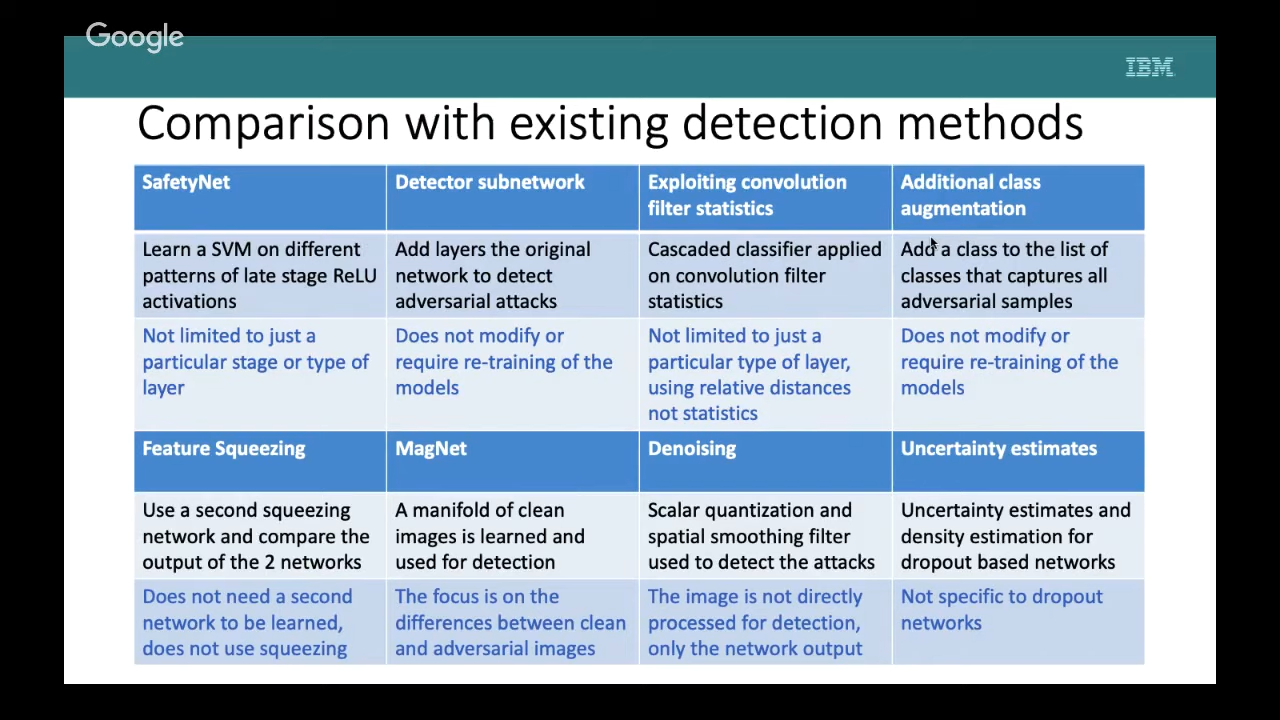 Google
IBM
Comparison with existing detection methods
SafetyNet
Detector subnetwork
Exploiting convolution
filter statistics
Additional class
augmentation
Learn a SVM on different
patterns of late stage ReLU
activations
Add layers the original
network to detect
adversarial attacks
Cascaded classifier applied
on convolution filter
statistics
Add a class to the list of
classes that captures all
adversarial samples
Not limited to just a
particular stage or type of
layer
Does not modify or
require re-training of the
models
Not limited to just a
particular type of layer,
using relative distances
not statistics
Does not modify or
require re-training of the
models
Feature Squeezing
MagNet
Denoising
Uncertainty estimates
Use a second squeezing
network and compare the
output of the 2 networks
A manifold of clean
images is learned and
used for detection
Scalar quantization and
spatial smoothing filter
used to detect the attacks
Uncertainty estimates and
density estimation for
dropout based networks
Does not need a second
network to be learned,
does not use squeezing
The focus is on the
differences between clean
and adversarial images
The image is not directly
processed for detection,
only the network output
Not specific to dropout
networks